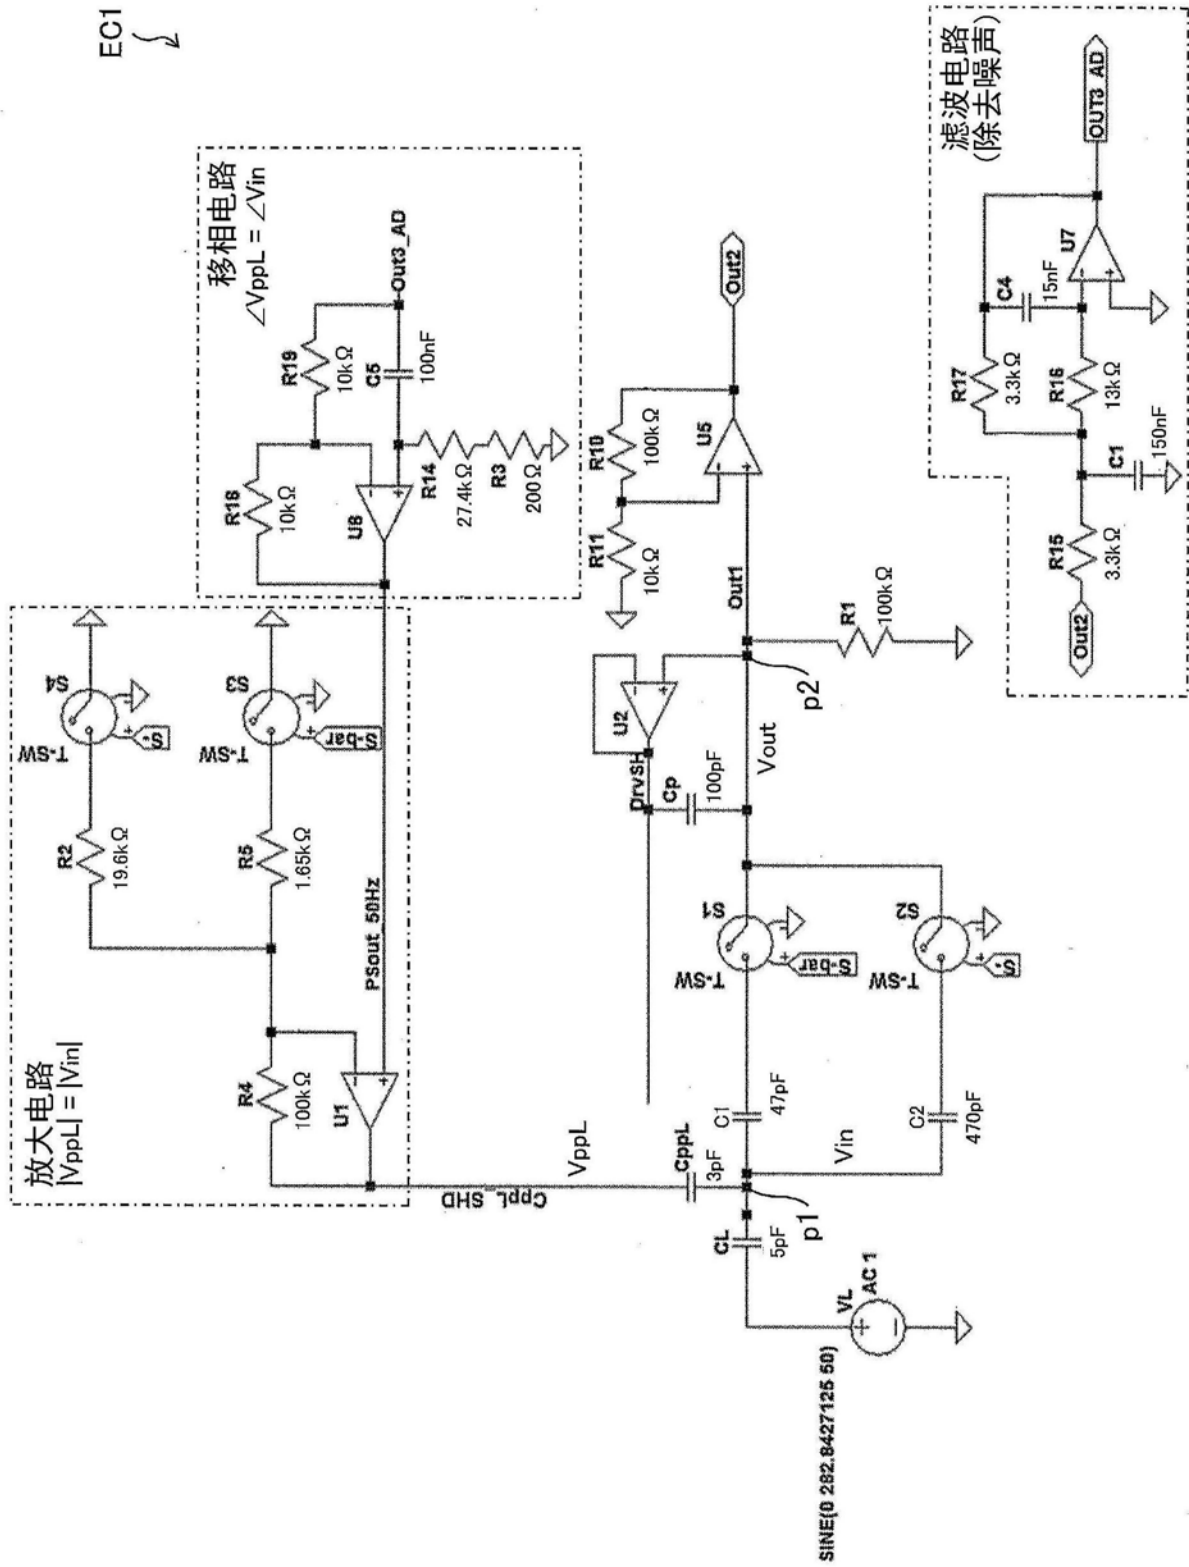 EC1
放大电路
|VppL| = |Vin|
R4
100kΩ
U1
R2
19.6kΩ
R5
1.65kΩ
T-SW
S4
S-
T-SW
S3
S-bar
PSout_50Hz
移相电路
∠VppL = ∠Vin
R18
10kΩ
R19
10kΩ
U8
C5
100nF
Out3_AD
R14
27.4kΩ
R3
200Ω
CppL_SHD
VppL
CppL
3pF
CL
5pF
p1
VL
AC 1
SINE(0 282.8427125 50)
Vin
C1
47pF
C2
470pF
T-SW
S1
S-bar
T-SW
S2
S-
DrvSH
Cp
100pF
Vout
U2
p2
Out1
R1
100kΩ
R11
10kΩ
R10
100kΩ
U5
Out2
滤波电路
(除去噪声)
Out2
R15
3.3kΩ
C1
150nF
R17
3.3kΩ
R16
13kΩ
C4
15nF
U7
OUT3_AD